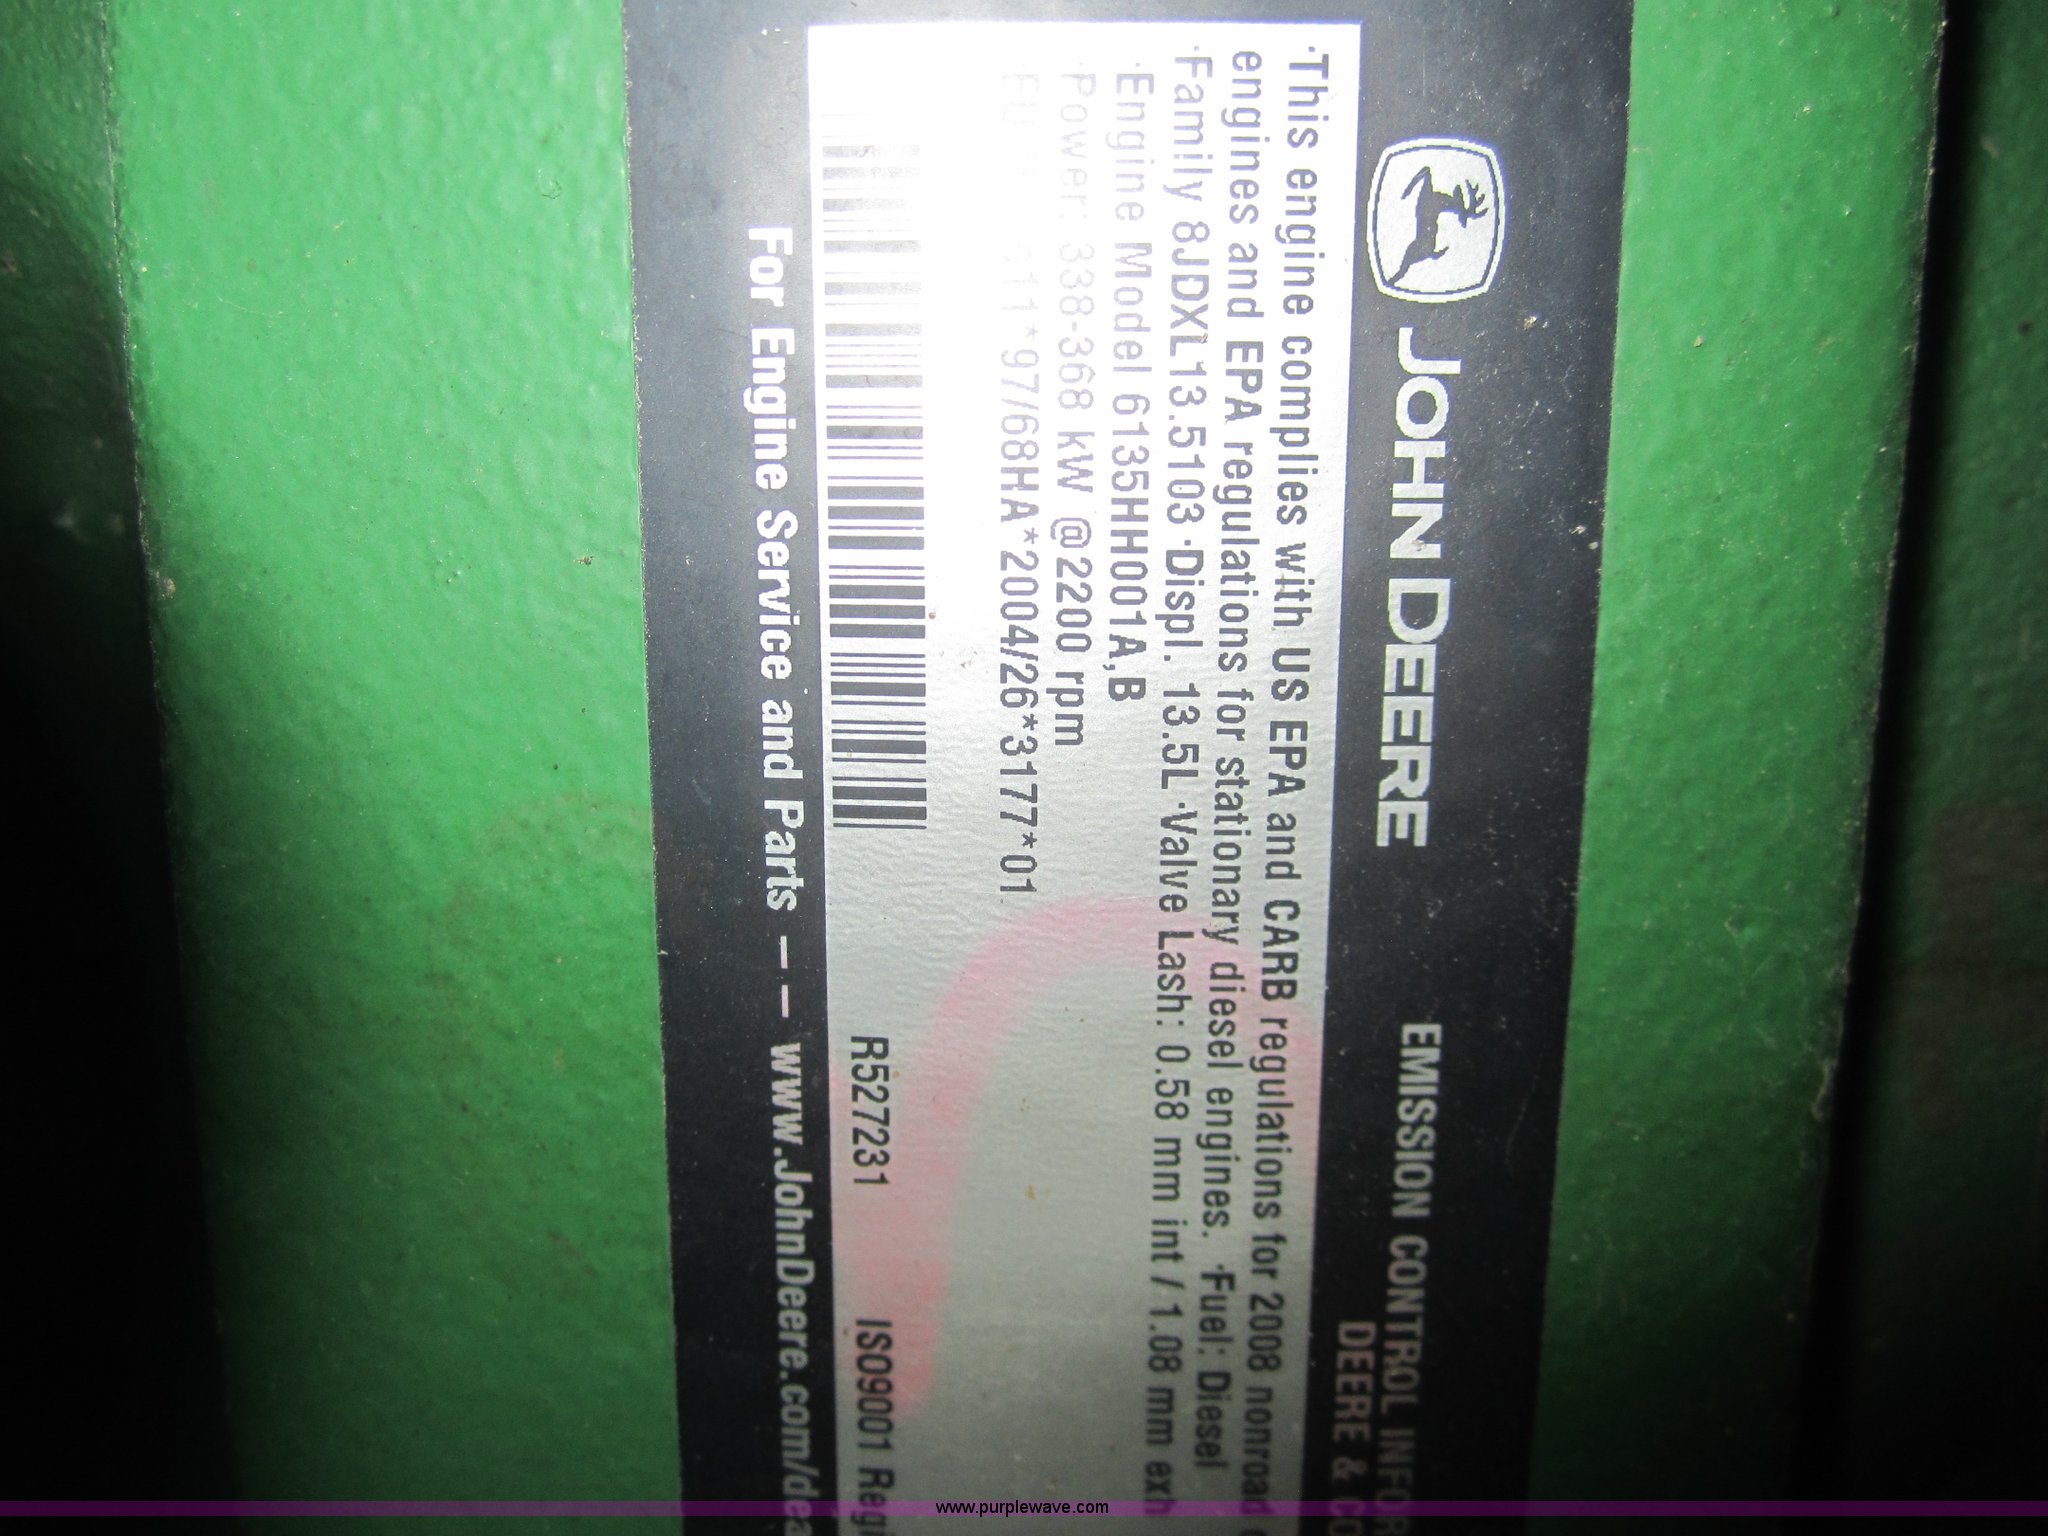 JOHN DEERE EMISSION CONTROL
DEERE &
·This engine complies with US EPA and CARB regulations for 2008 nonroad
engines and EPA regulations for stationary diesel engines. ·Fuel: Diesel
·Family 8JDXL13.5103 ·Displ. 13.5L ·Valve Lash: 0.58 mm int / 1.08 mm exh
·Engine Model 6135HH001A,B
·Power: 338-368 kW @2200 rpm
*97/68HA*2004/26*3177*01
R527231 ISO9001
For Engine Service and Parts -- www.JohnDeere.com/dea
www.purplewave.com